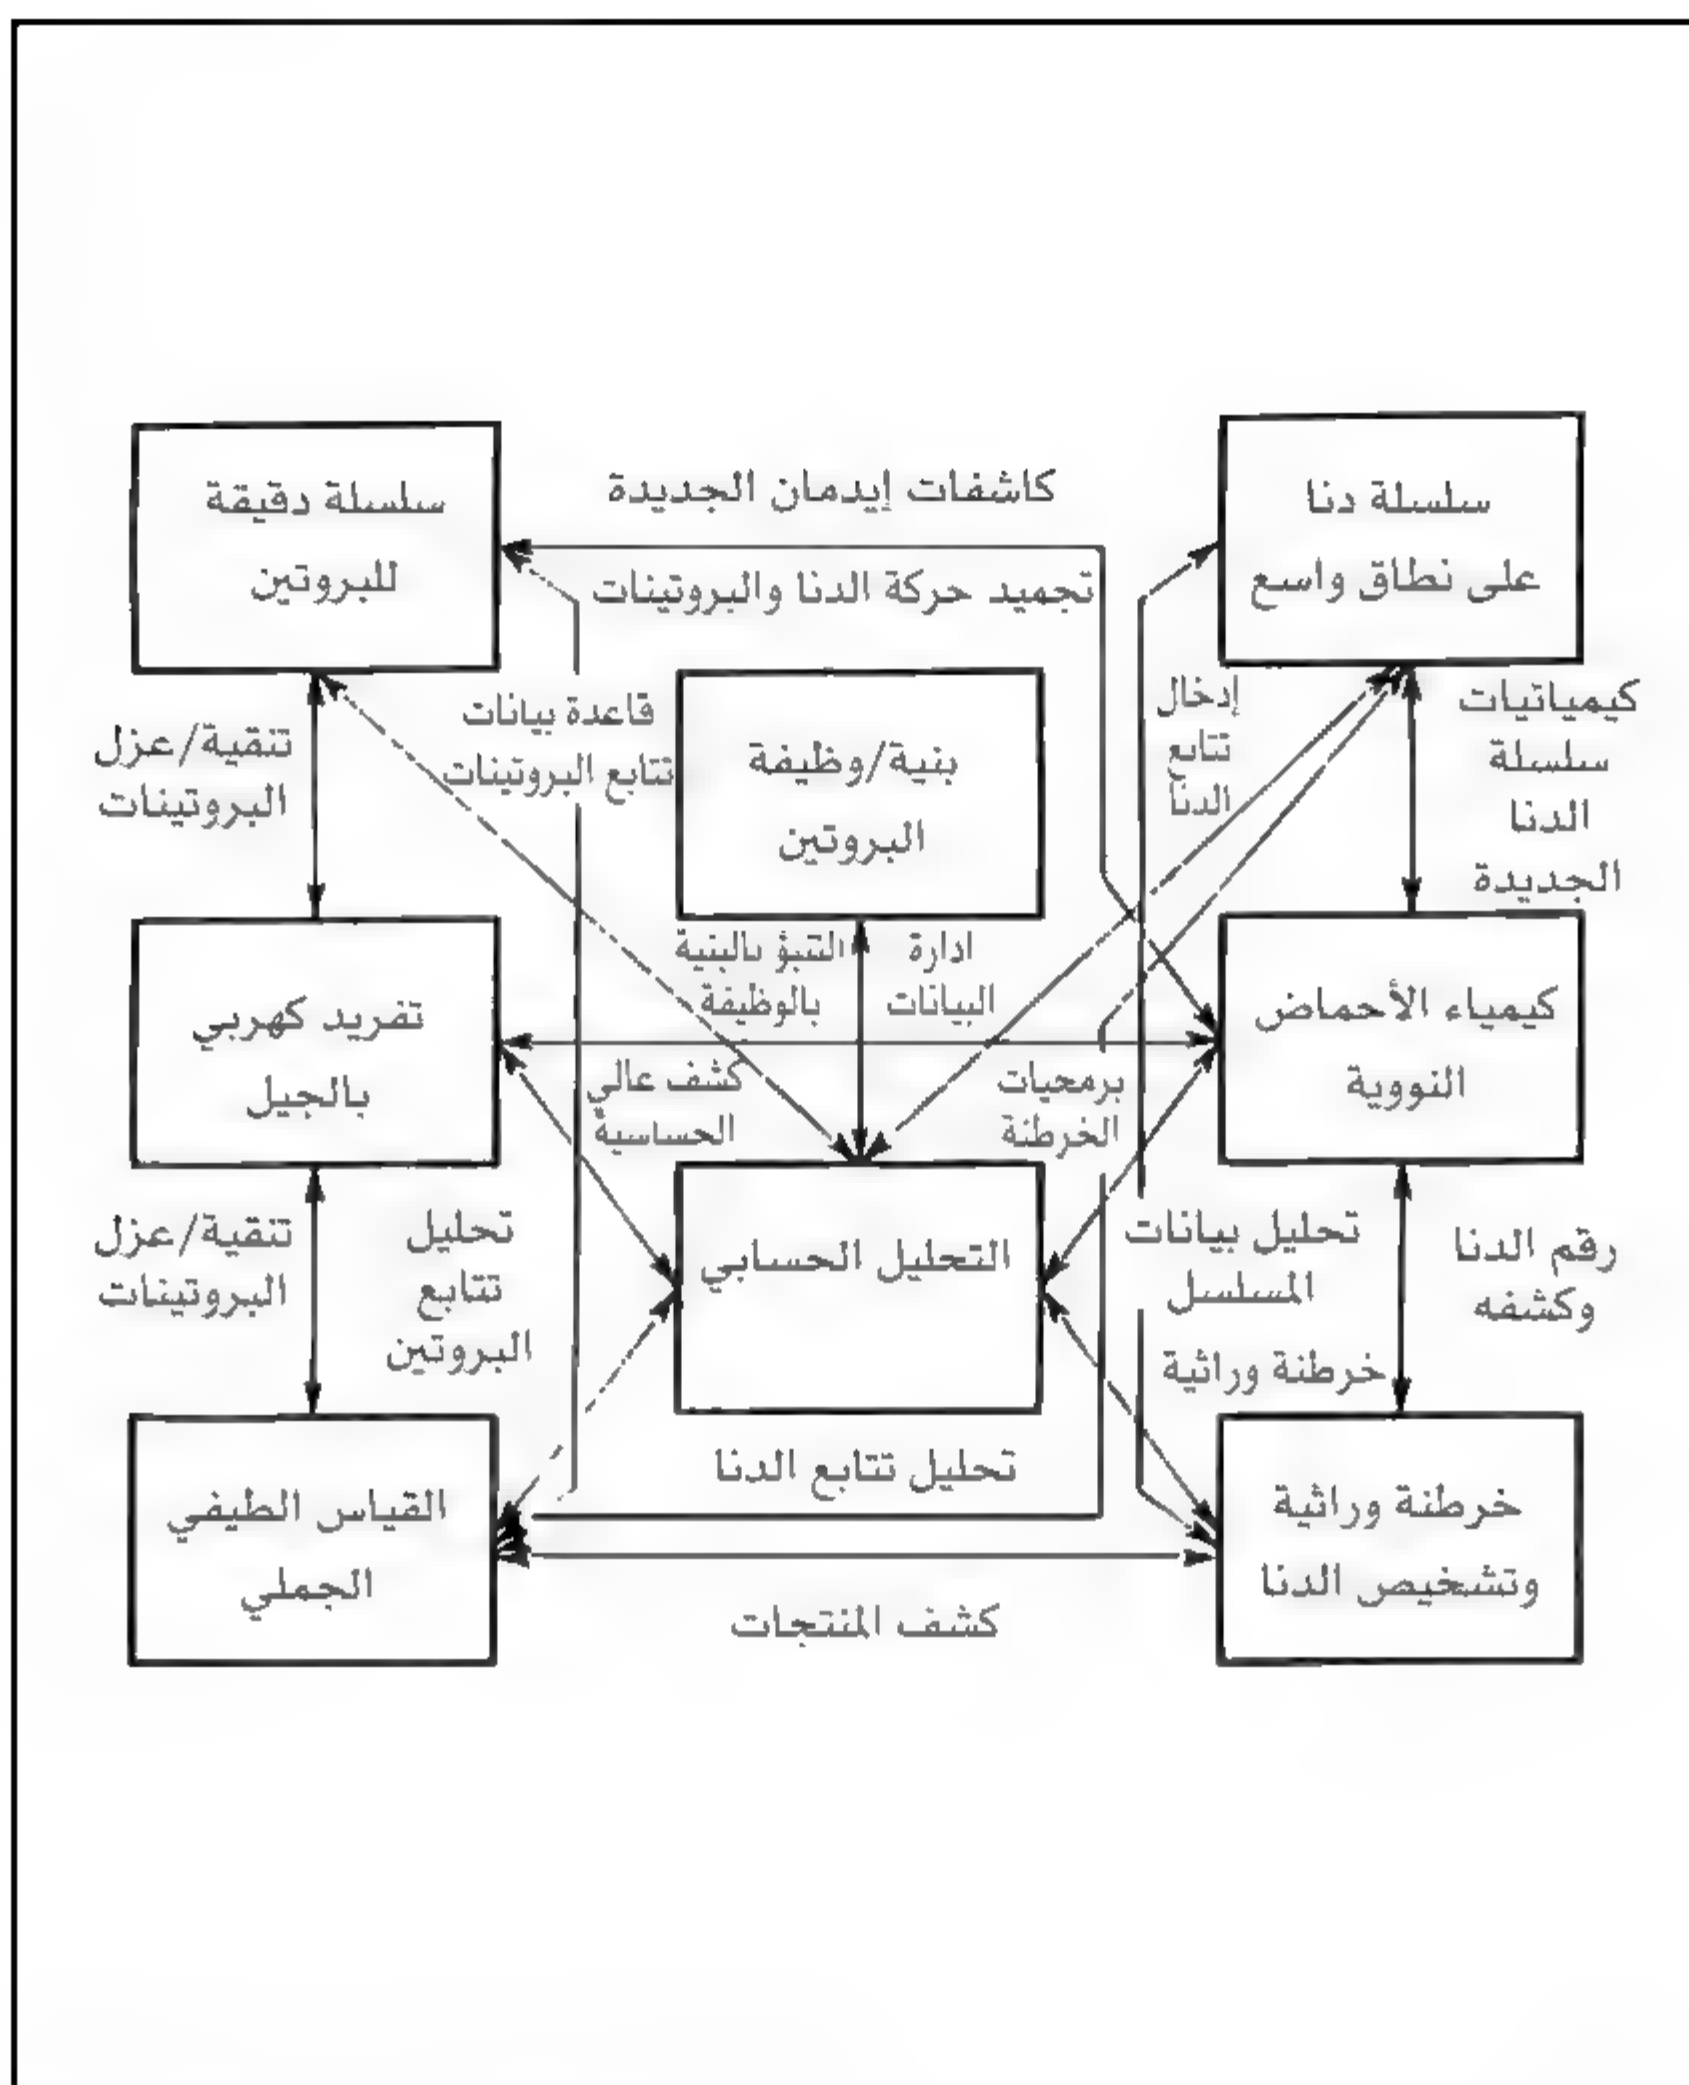 سلسلة دنا
على نطاق واسع
كاشفات إيدمان الجديدة
تجميد حركة الدنا والبروتينات
سلسلة دقيقة
للبروتين
كيميائيات
سلسلة
الدنا
الجديدة
إدخال
تتابع
الدنا
بنية/وظيفة
البروتين
قاعدة بيانات
تتابع البروتينات
تنقية/عزل
البروتينات
كيمياء الأحماض
النووية
ادارة
البيانات
التنبؤ بالبنية
بالوظيفة
تفريد كهربي
بالجيل
برمجيات
الخرطنة
كشف عالي
الحساسية
رقم الدنا
وكشفه
تحليل بيانات
المسلسل
خرطنة وراثية
التحليل الحسابي
تحليل
تتابع
البروتين
تنقية/عزل
البروتينات
خرطنة وراثية
وتشخيص الدنا
تحليل تتابع الدنا
كشف المنتجات
القياس الطيفي
الجملي